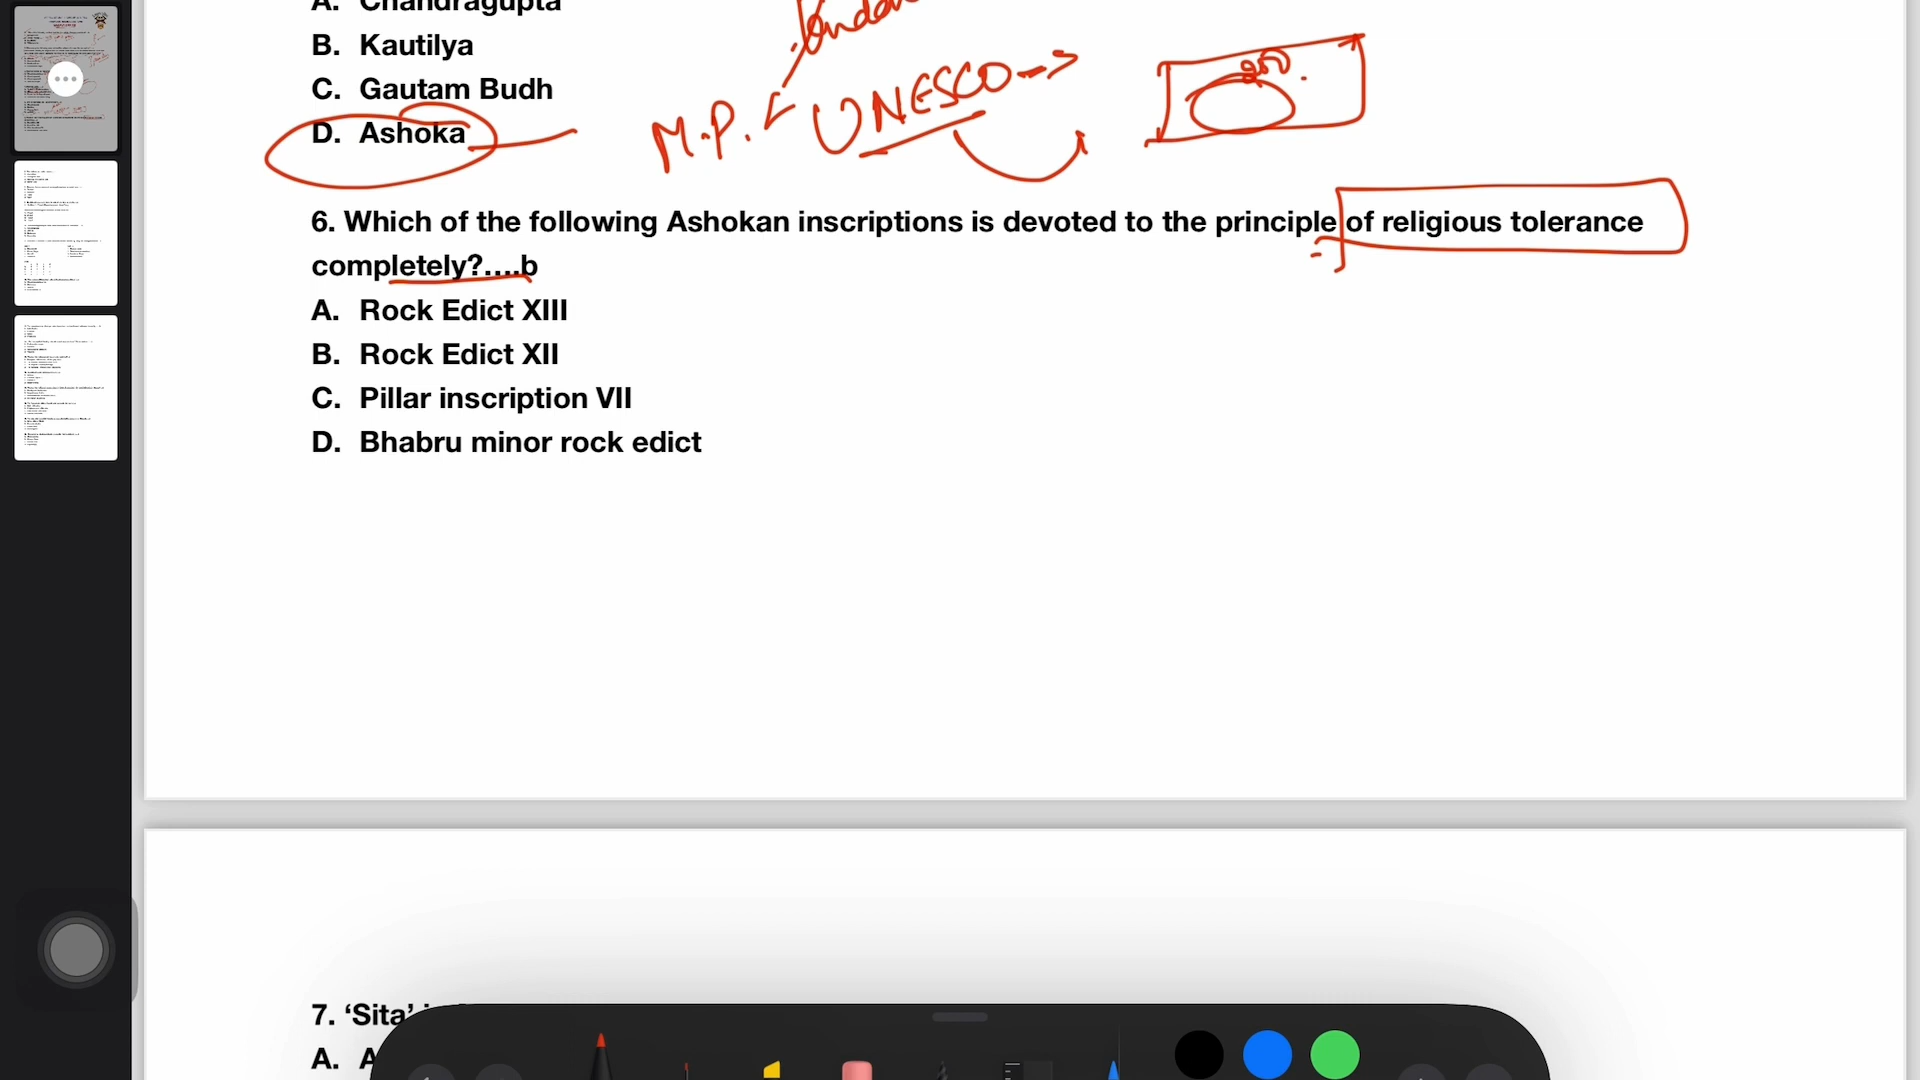 A. Chandragupta
B. Kautilya
C. Gautam Budh
D. Ashoka
M.P.
UNESCO
6. Which of the following Ashokan inscriptions is devoted to the principle of religious tolerance
completely?....b
A. Rock Edict XIII
B. Rock Edict XII
C. Pillar inscription VII
D. Bhabru minor rock edict
7. ‘Sita’
A.